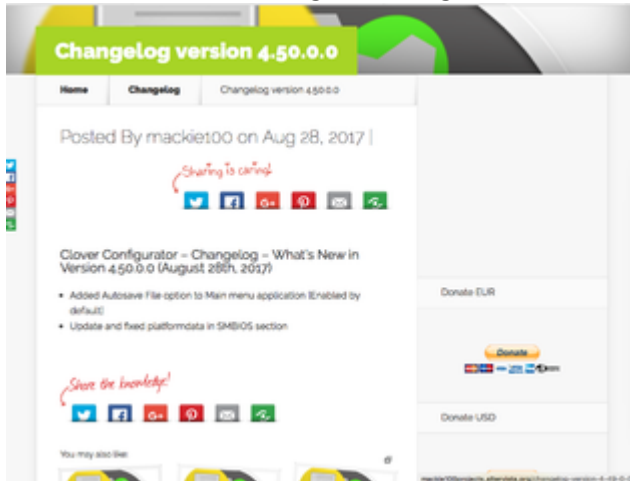 Changelog version 4.50.0.0
Home Changelog Changelog version 4.50.0.0
Posted By mackie100 on Aug 28, 2017 |
Sharing is caring!
Clover Configurator – Changelog – What's New in
Version 4.50.0.0 (August 28th, 2017)
• Added Autosave File option to Main menu application (Enabled by
default)
• Update and fixed platformdata in SMBIOS section
Donate EUR
Donate
Share the knowledge!
Donate USD
You may also like: